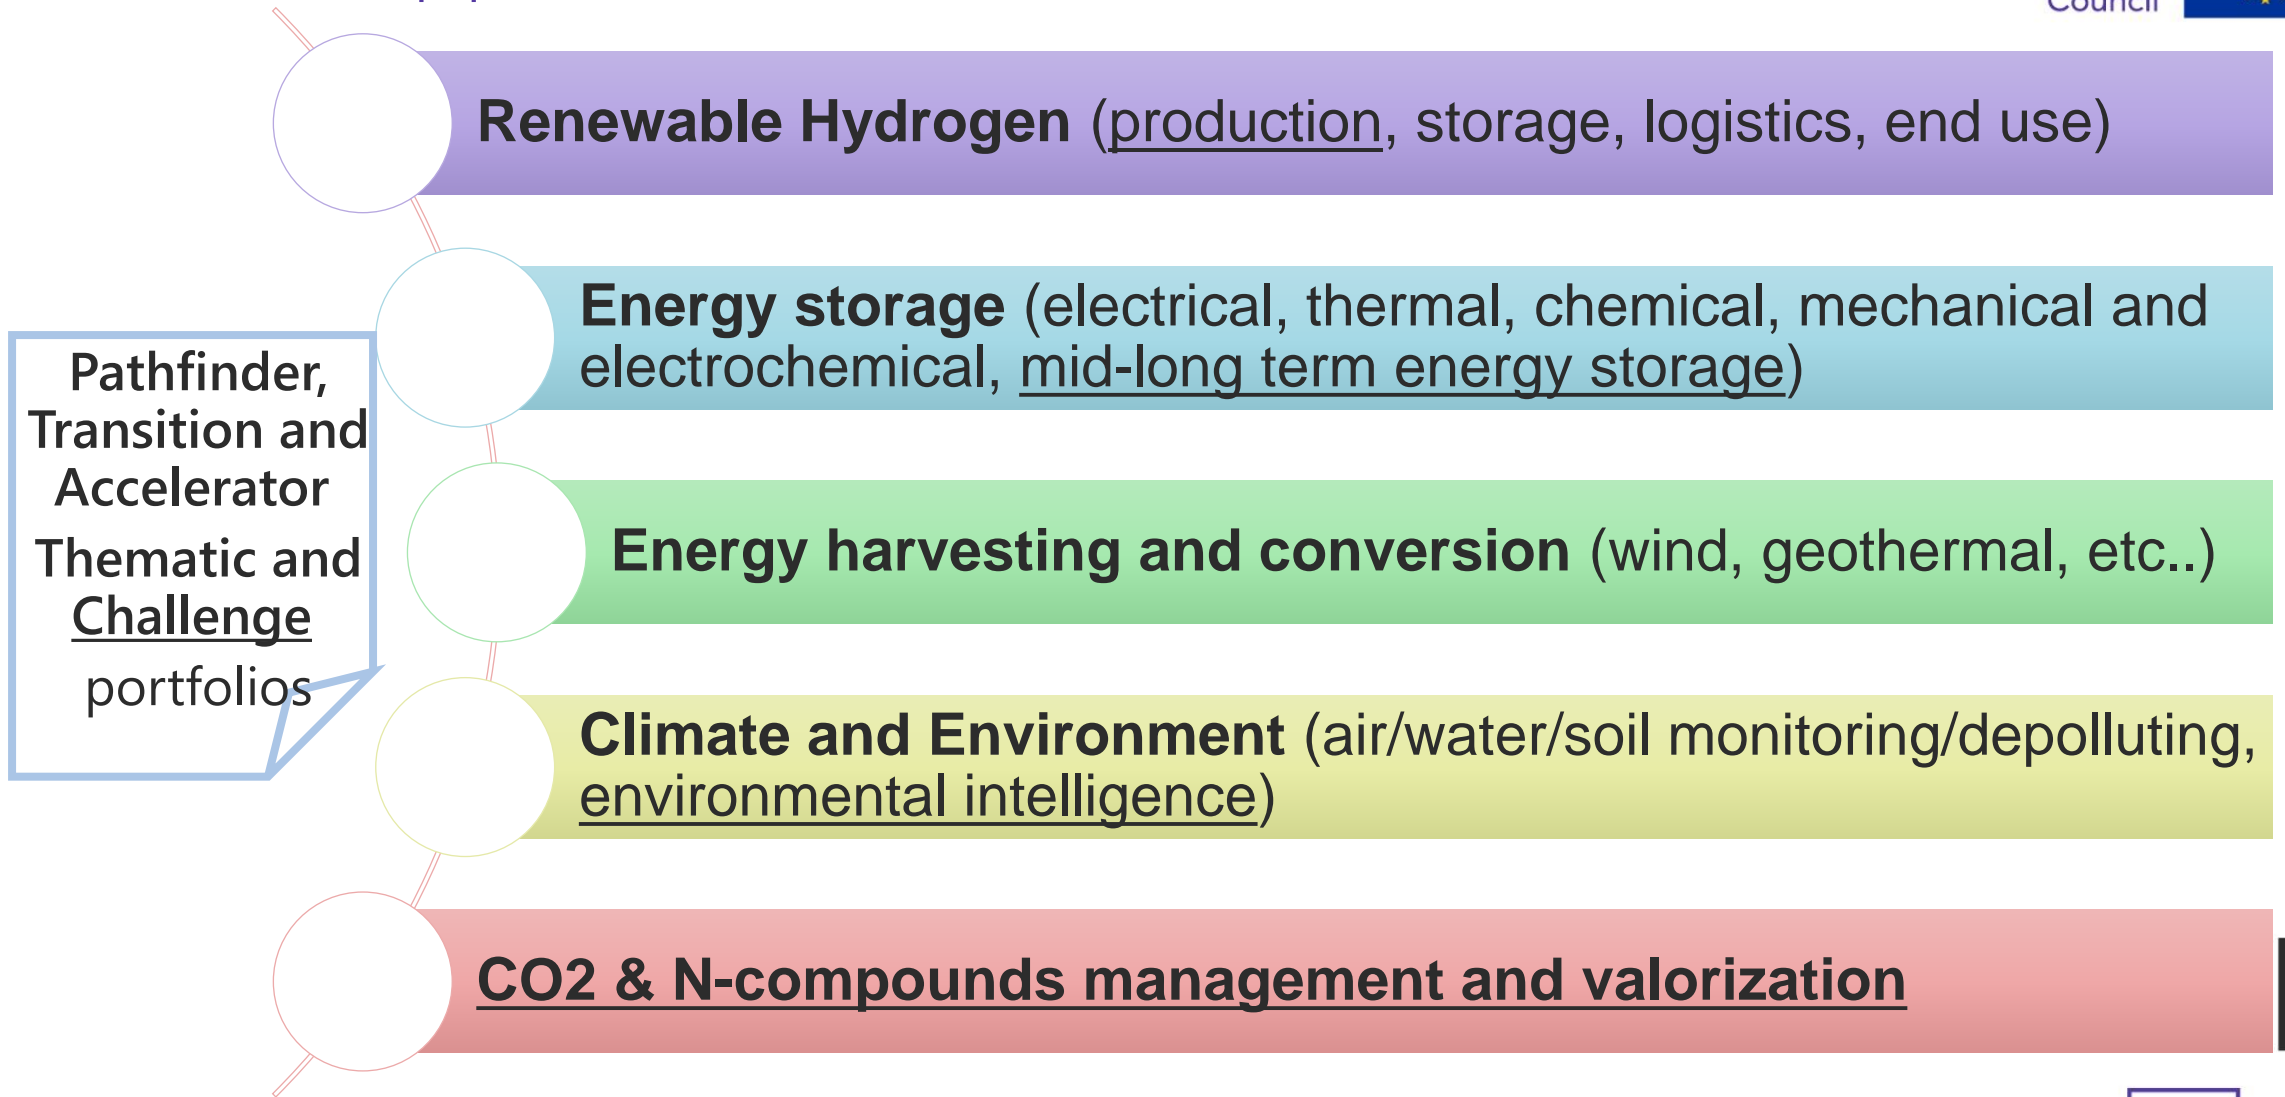 Council
Renewable Hydrogen (production, storage, logistics, end use)
Energy storage (electrical, thermal, chemical, mechanical and
electrochemical, mid-long term energy storage)
Pathfinder,
Transition and
Accelerator
Thematic and
Challenge
portfolios
Energy harvesting and conversion (wind, geothermal, etc..)
Climate and Environment (air/water/soil monitoring/depolluting,
environmental intelligence)
CO2 & N-compounds management and valorization